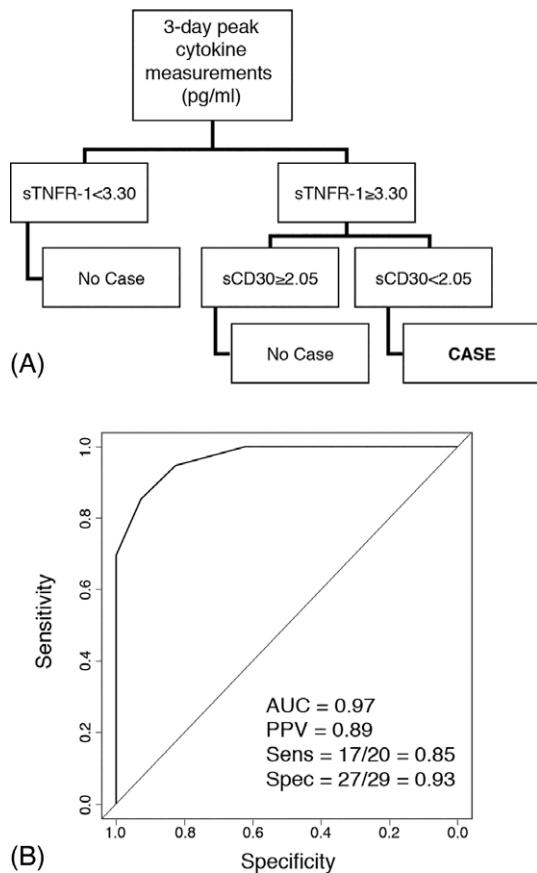 3-day peak
cytokine
measurements
(pg/ml)
sTNFR-1<3.30
sTNFR-1≥3.30
No Case
sCD30≥2.05
sCD30<2.05
No Case
CASE
(A)
1.0
0.8
0.6
0.4
0.2
0.0
Sensitivity
AUC = 0.97
PPV = 0.89
Sens = 17/20 = 0.85
Spec = 27/29 = 0.93
1.0 0.8 0.6 0.4 0.2 0.0
Specificity
(B)